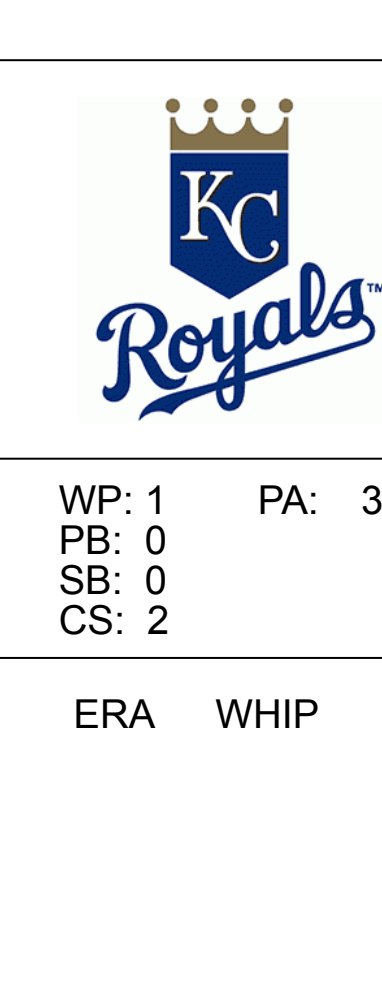 KC
Royals™
WP: 1 PA: 3
PB: 0
SB: 0
CS: 2
ERA WHIP